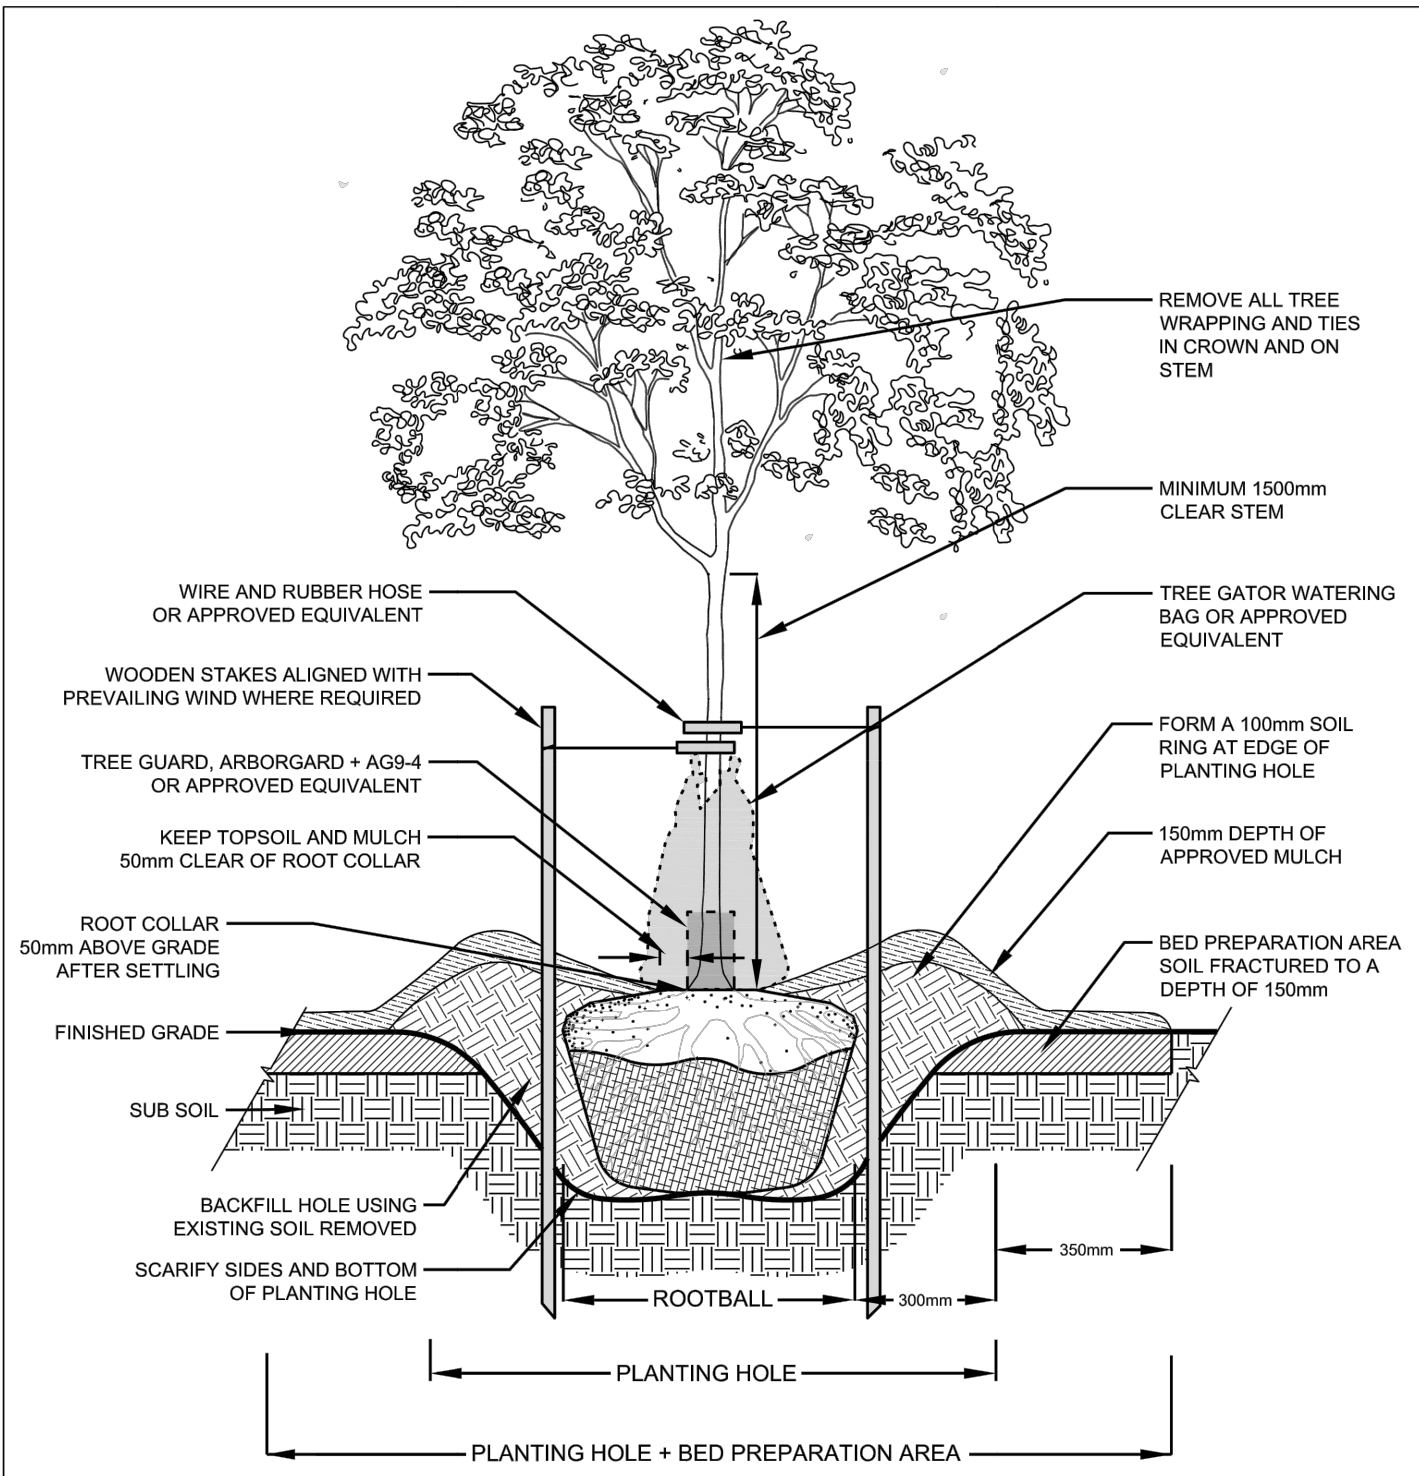 REMOVE ALL TREE
WRAPPING AND TIES
IN CROWN AND ON
STEM
MINIMUM 1500mm
CLEAR STEM
WIRE AND RUBBER HOSE
OR APPROVED EQUIVALENT
TREE GATOR WATERING
BAG OR APPROVED
EQUIVALENT
WOODEN STAKES ALIGNED WITH
PREVAILING WIND WHERE REQUIRED
FORM A 100mm SOIL
RING AT EDGE OF
PLANTING HOLE
TREE GUARD, ARBORGARD + AG9-4
OR APPROVED EQUIVALENT
KEEP TOPSOIL AND MULCH
50mm CLEAR OF ROOT COLLAR
150mm DEPTH OF
APPROVED MULCH
ROOT COLLAR
50mm ABOVE GRADE
AFTER SETTLING
BED PREPARATION AREA
SOIL FRACTURED TO A
DEPTH OF 150mm
FINISHED GRADE
SUB SOIL
BACKFILL HOLE USING
EXISTING SOIL REMOVED
SCARIFY SIDES AND BOTTOM
OF PLANTING HOLE
350mm
ROOTBALL
300mm
PLANTING HOLE
PLANTING HOLE + BED PREPARATION AREA